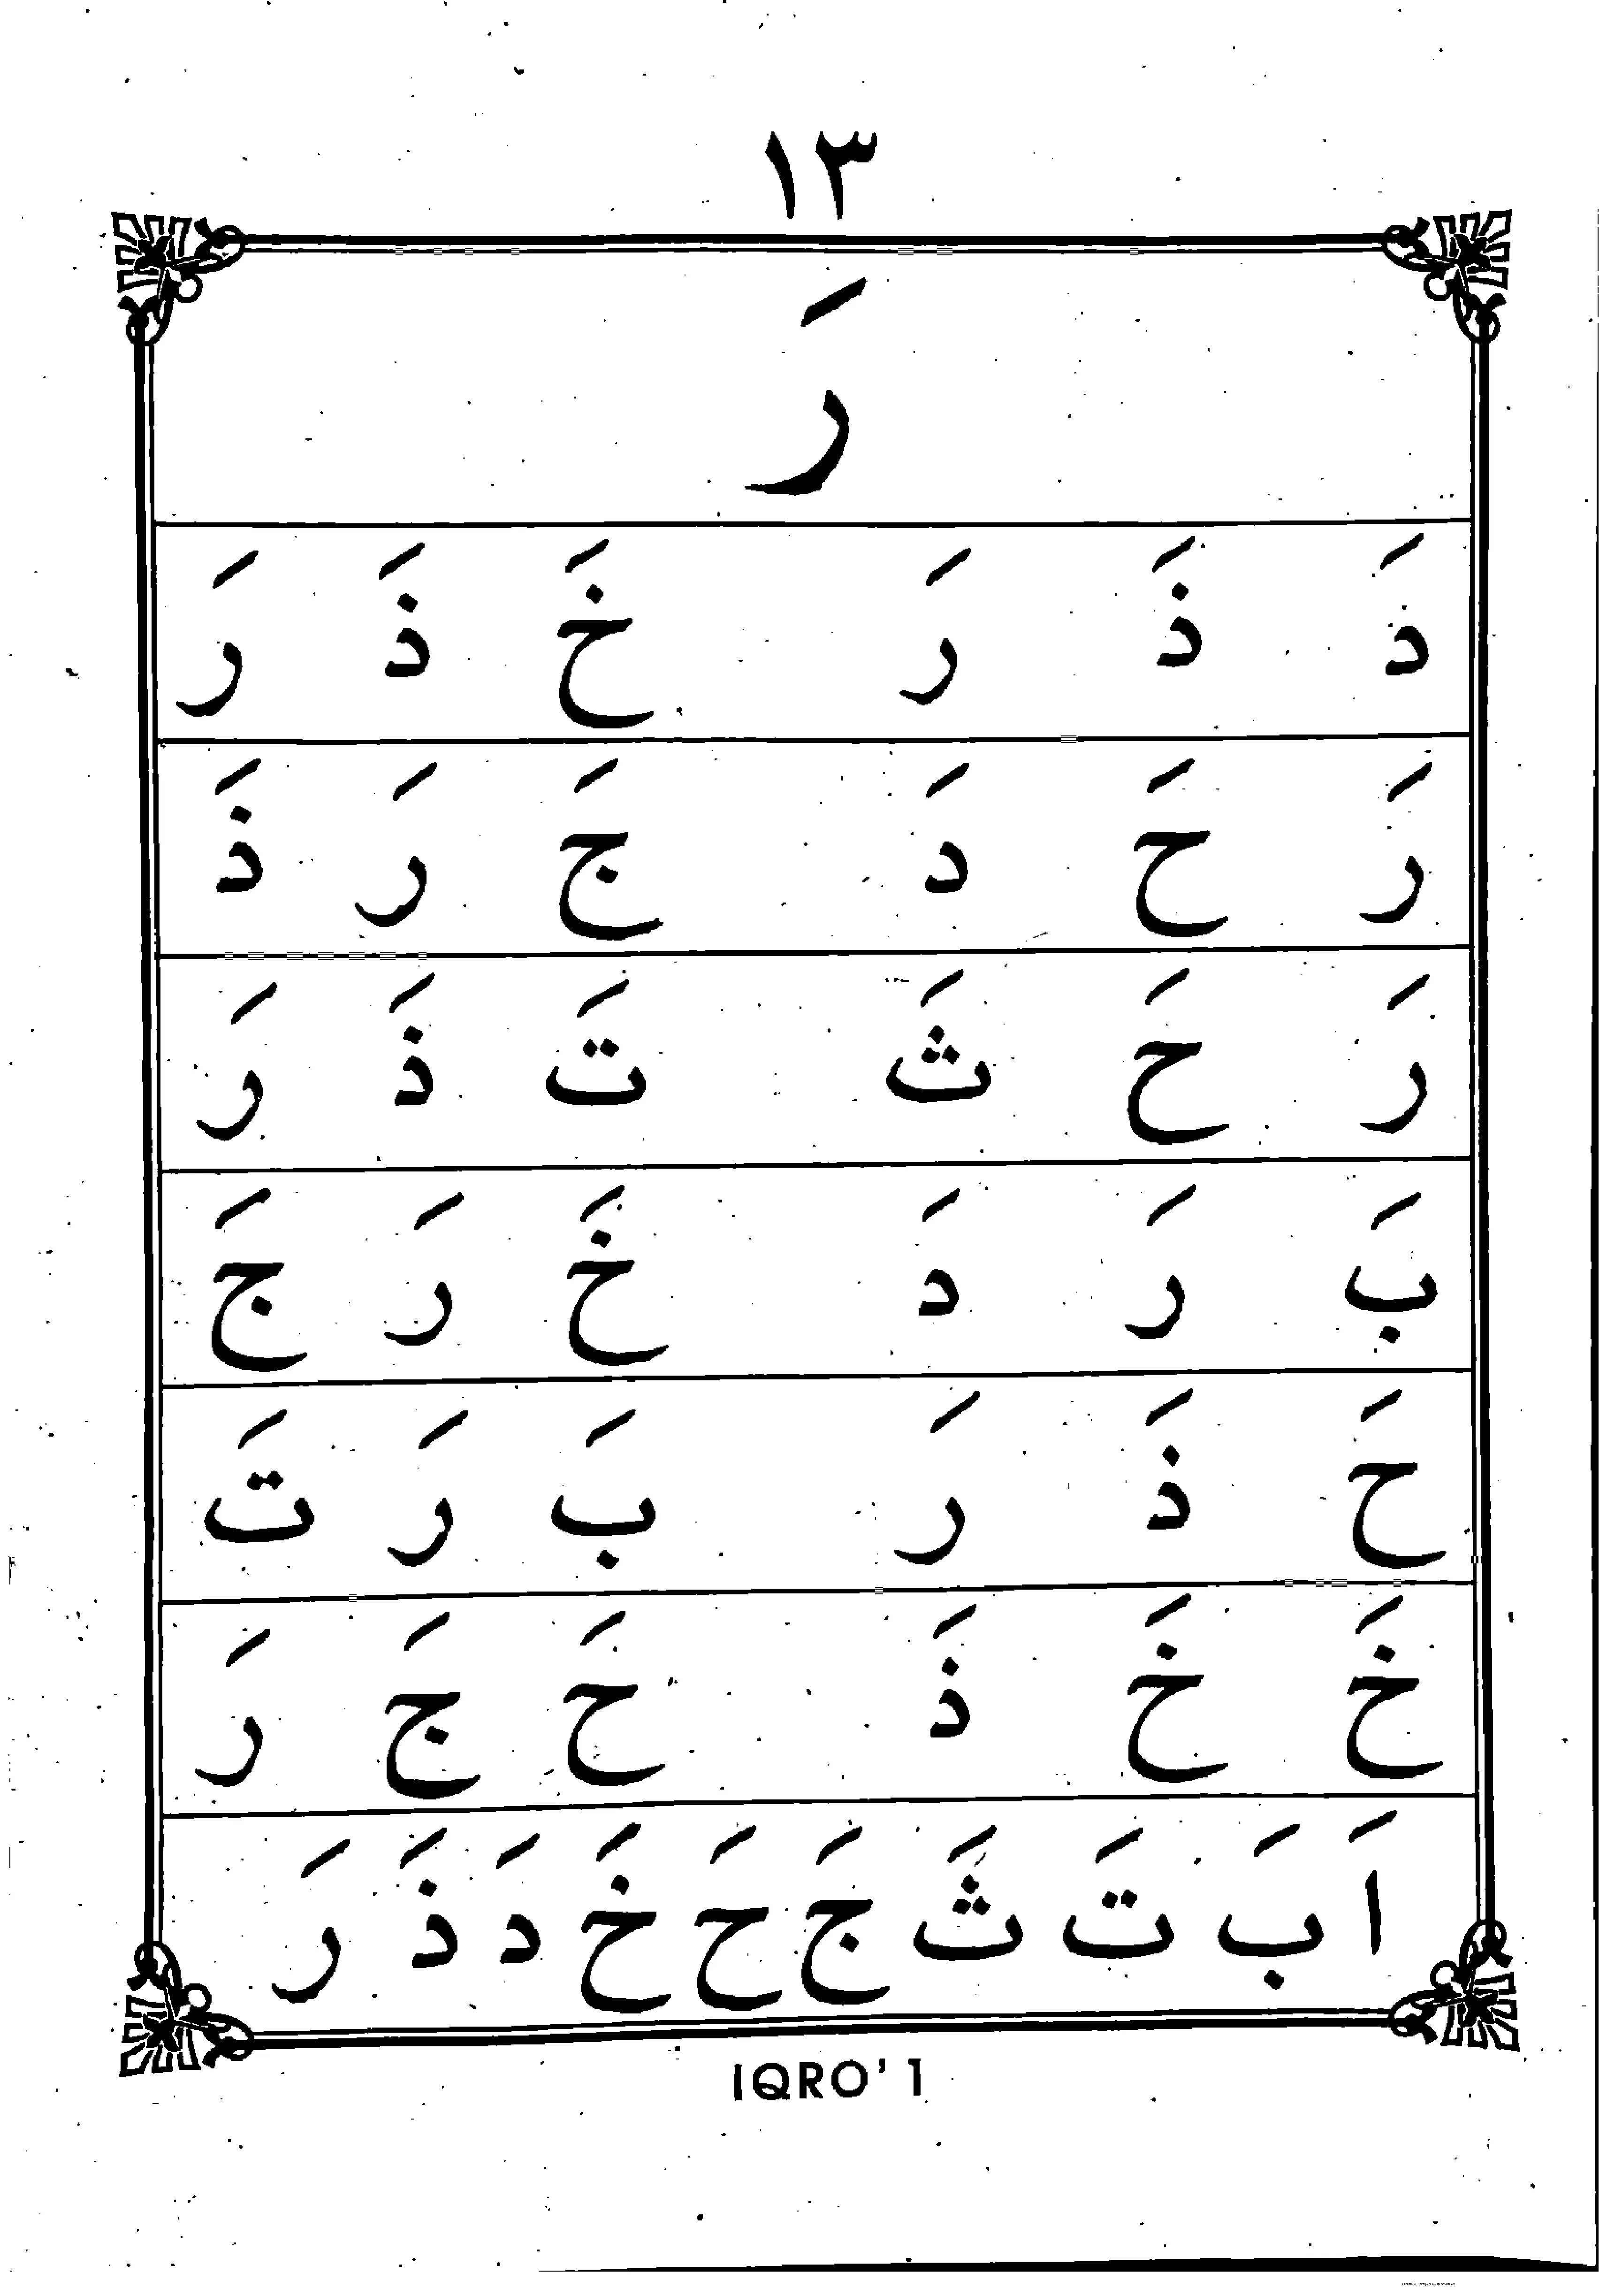 ١٣
رَ
دَ ذَ رَ خَ ذَ رَ
رَ حَ دَ جَ رَ ذَ
رَ حَ ثَ تَ ذَ رَ
بَ رَ دَ خَ رَ جَ
حَ ذَ رَ بَ رَ تَ
خَ خَ ذَ حَ جَ رَ
اَ بَ تَ ثَ جَ حَ خَ دَ ذَ رَ
IQRO' 1